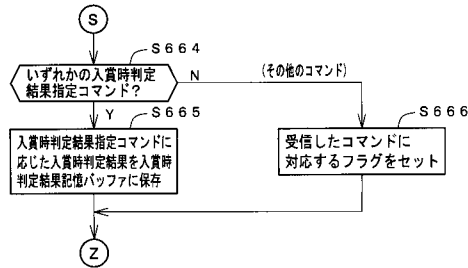 S
S664
いずれかの入賞時判定
結果指定コマンド?
N
(その他のコマンド)
Y
S665
入賞時判定結果指定コマンドに
応じた入賞時判定結果を入賞時
判定結果記憶バッファに保存
S666
受信したコマンドに
対応するフラグをセット
Z